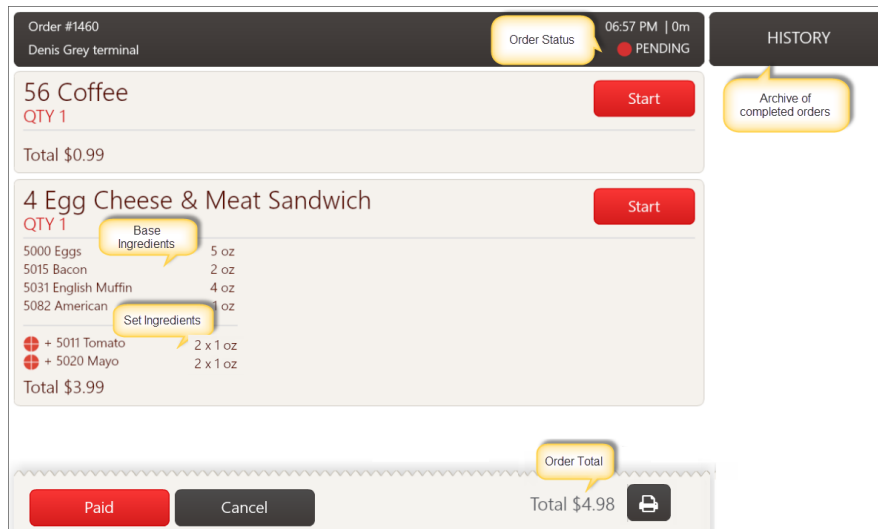 Order #1460
Denis Grey terminal
Order Status
06:57 PM | 0m
PENDING
HISTORY
Archive of
completed orders
56 Coffee
QTY 1
Start
Total $0.99
4 Egg Cheese & Meat Sandwich
QTY 1
Start
Base
Ingredients
5000 Eggs 5 oz
5015 Bacon 2 oz
5031 English Muffin 4 oz
5082 American oz
Set Ingredients
+ 5011 Tomato 2 x 1 oz
+ 5020 Mayo 2 x 1 oz
Total $3.99
Order Total
Paid
Cancel
Total $4.98